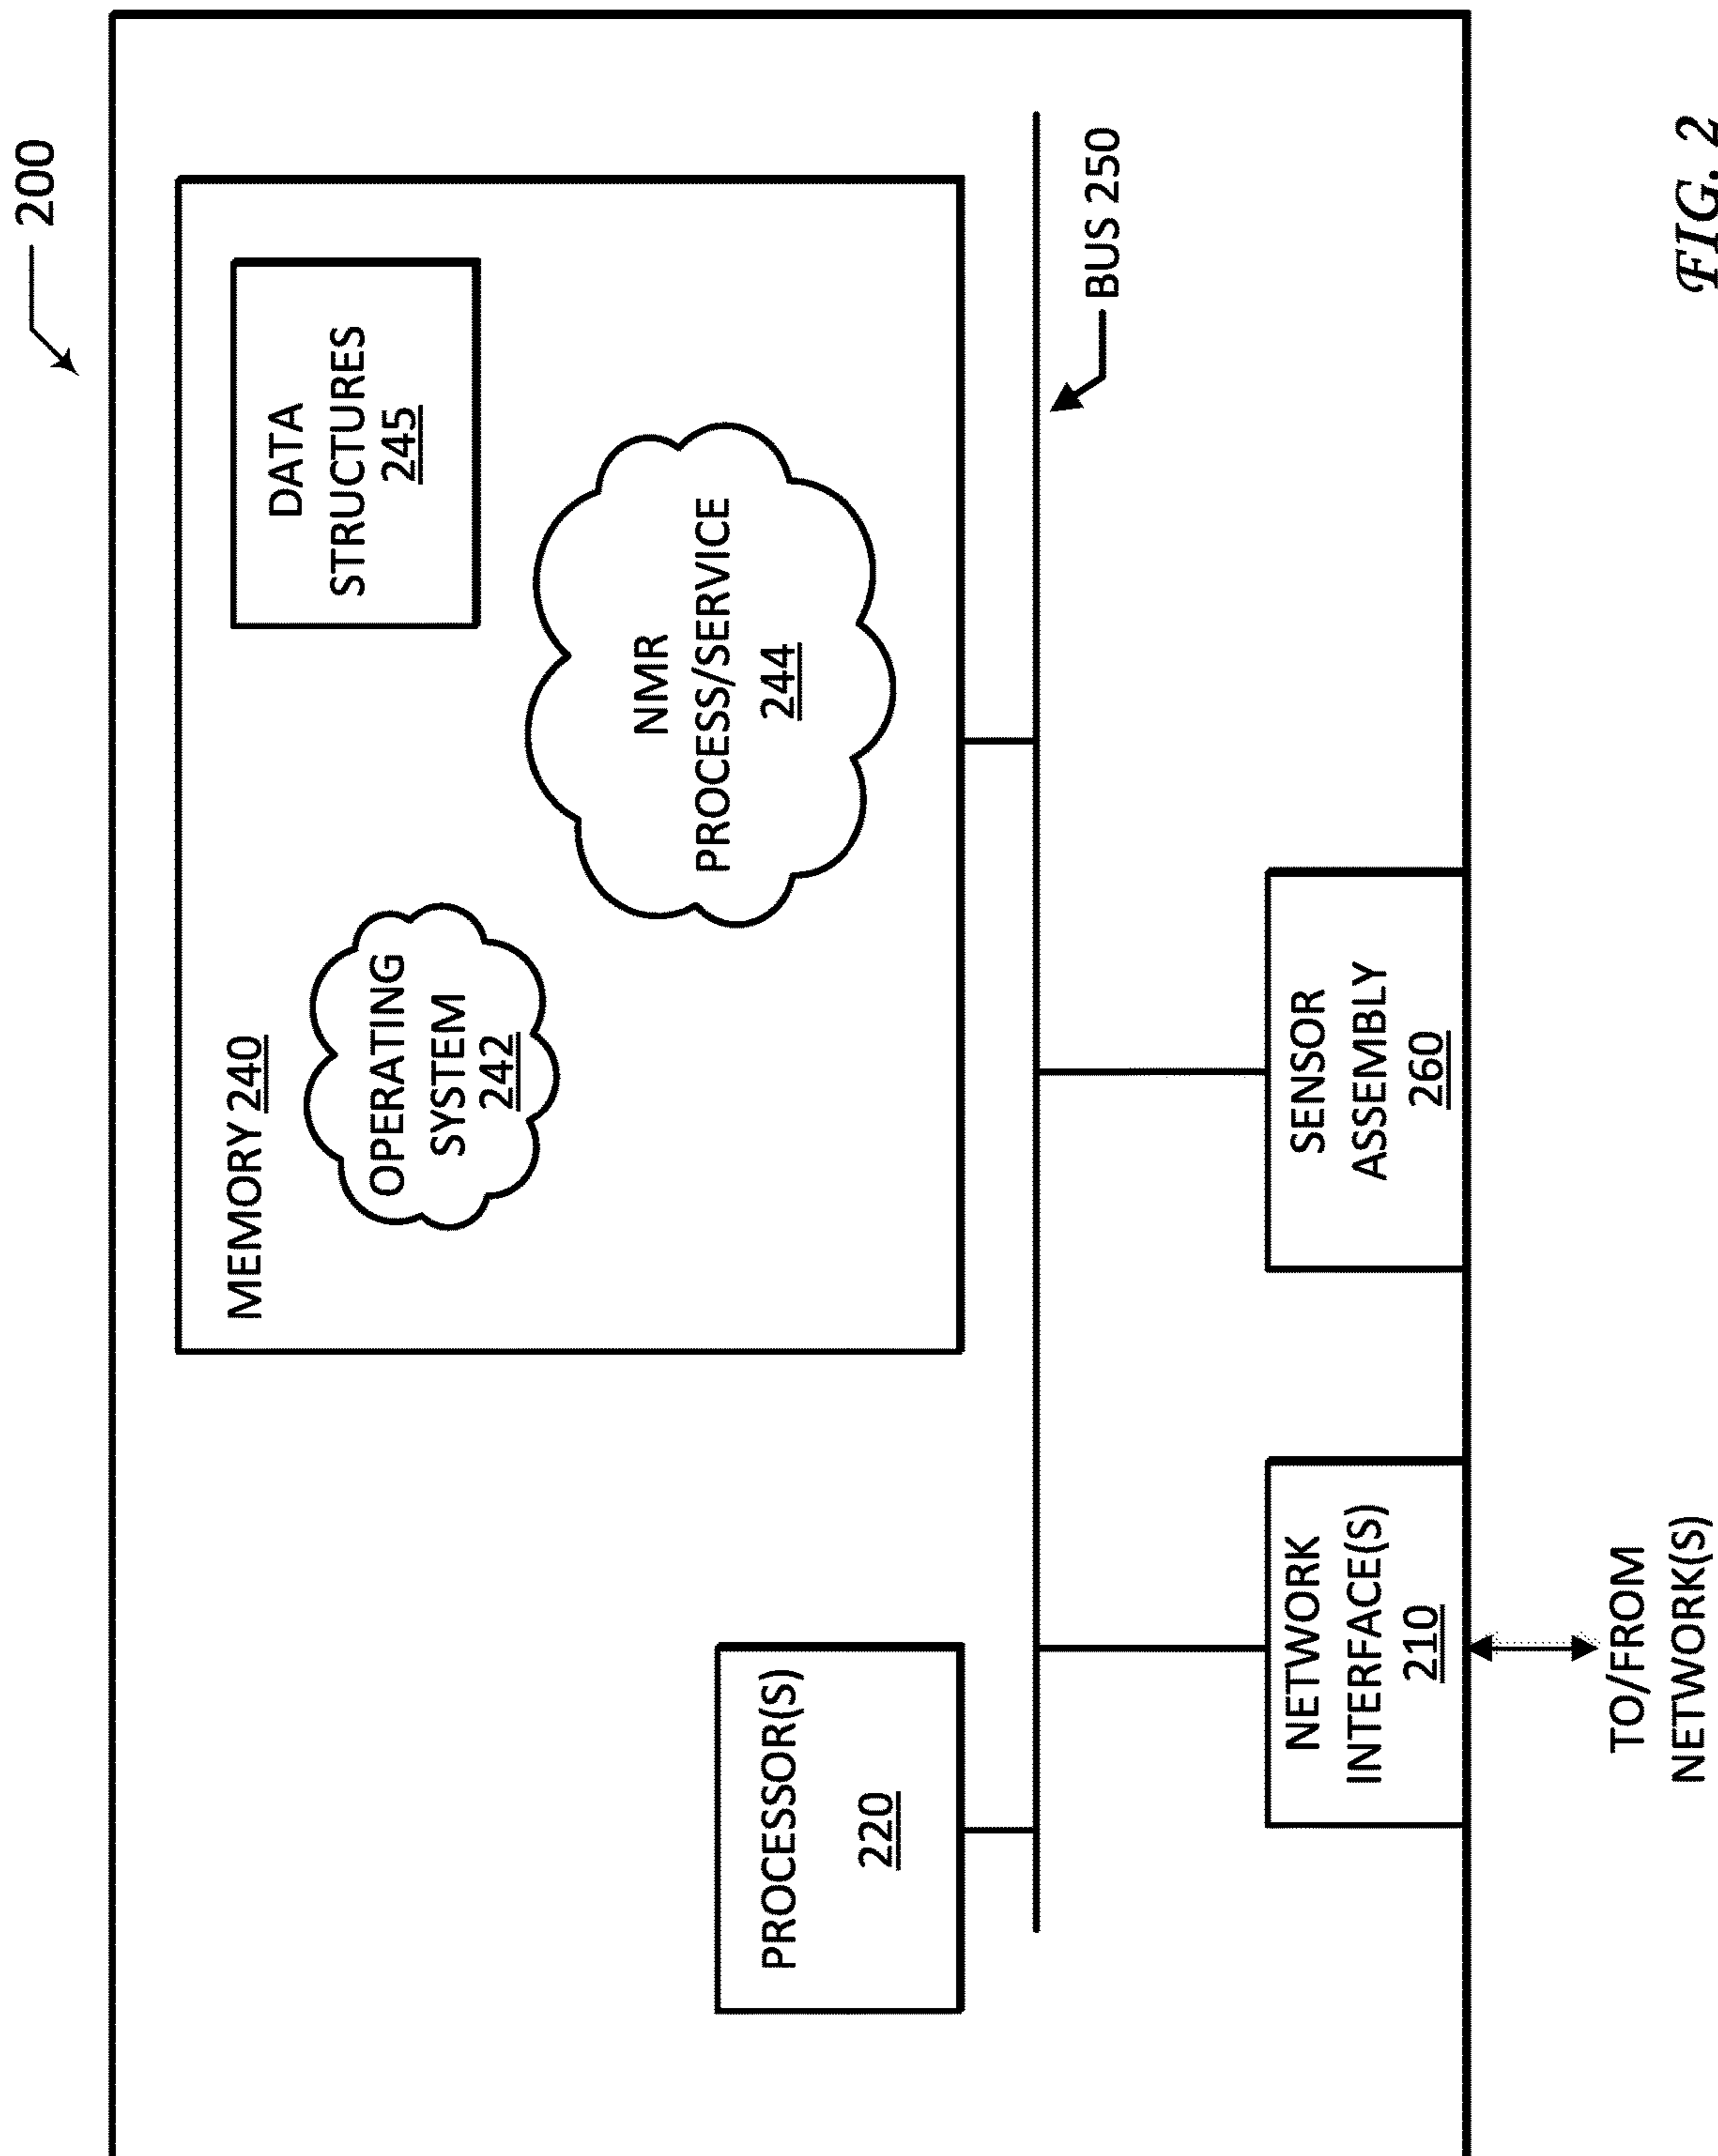 200
MEMORY 240
OPERATING
SYSTEM
242
DATA
STRUCTURES
245
NMR
PROCESS/SERVICE
244
PROCESSOR(S)
220
BUS 250
NETWORK
INTERFACE(S)
210
SENSOR
ASSEMBLY
260
TO/FROM
NETWORK(S)
FIG. 2